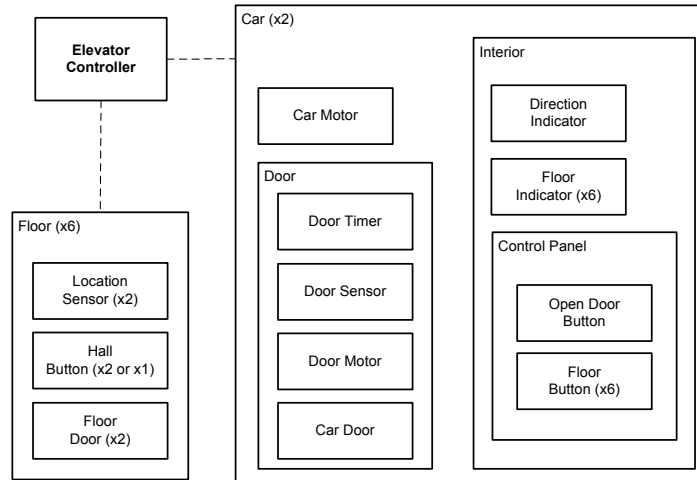 Elevator
Controller
Floor (x6)
Location
Sensor (x2)
Hall
Button (x2 or x1)
Floor
Door (x2)
Car (x2)
Car Motor
Door
Door Timer
Door Sensor
Door Motor
Car Door
Interior
Direction
Indicator
Floor
Indicator (x6)
Control Panel
Open Door
Button
Floor
Button (x6)